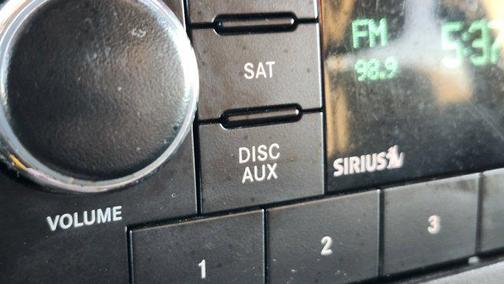 FM
SAT
98.9
DISC
AUX
SIRIUS
VOLUME
1
2
3